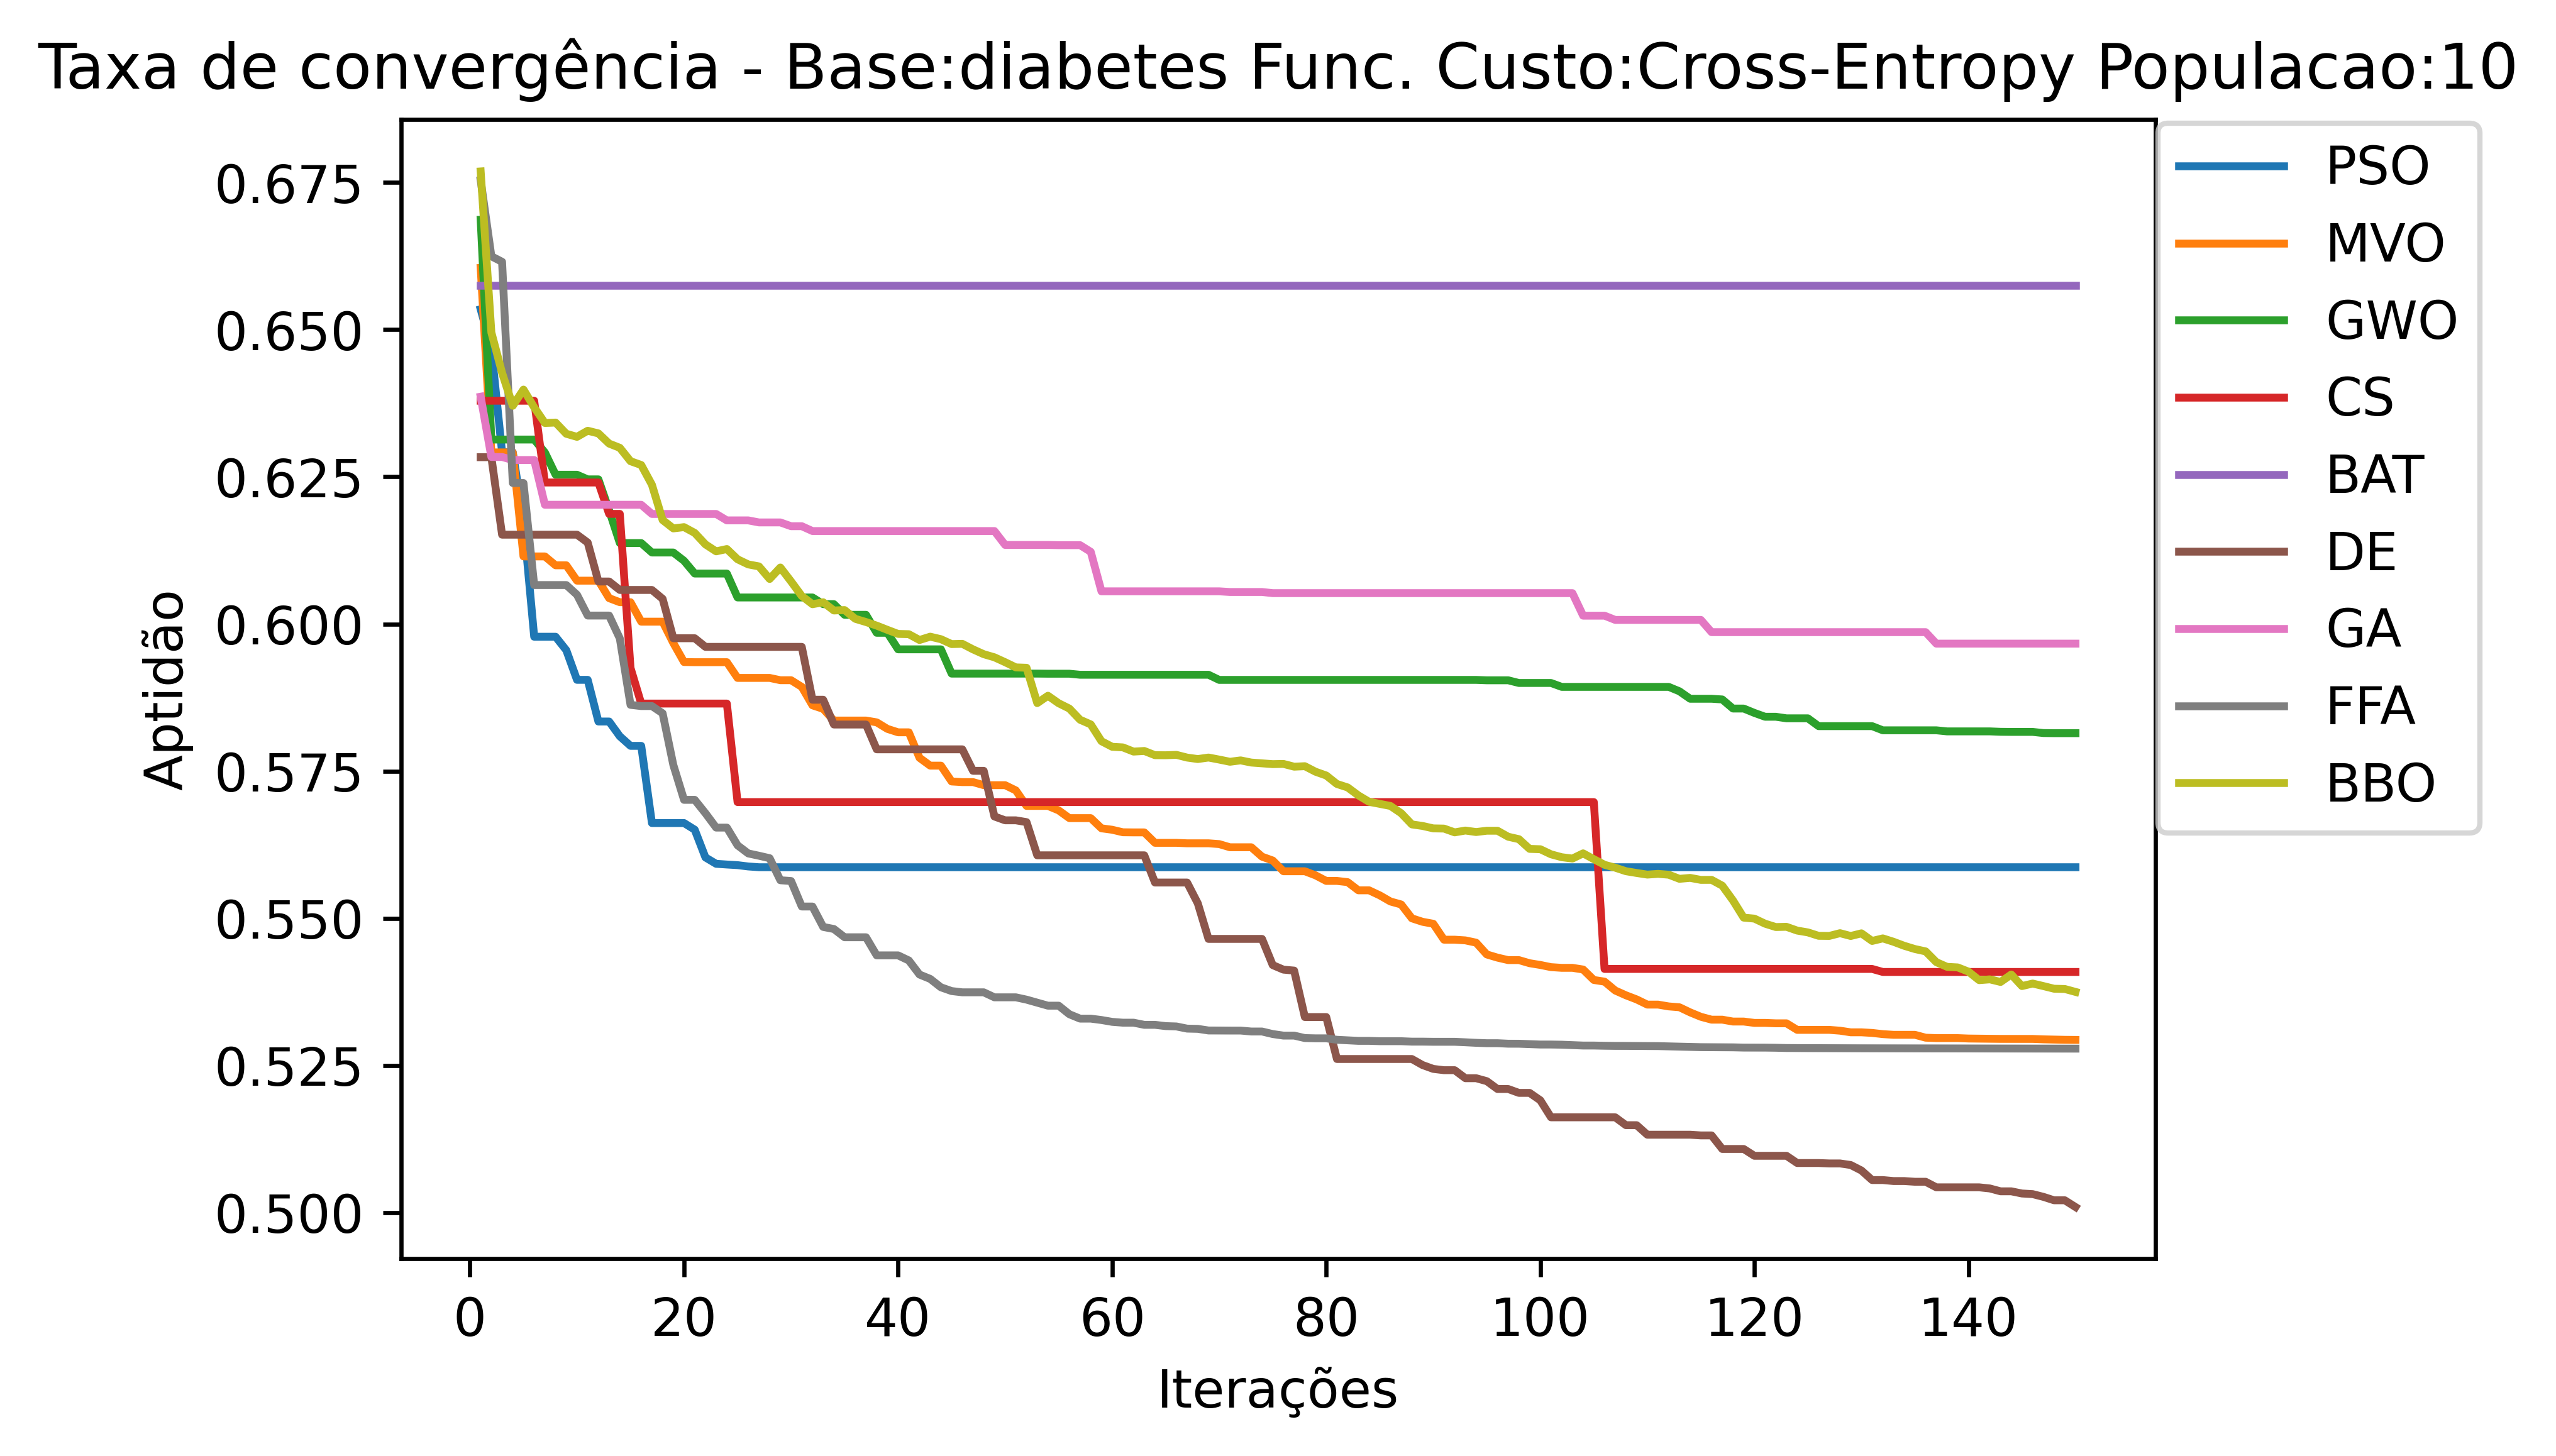 Taxa de convergência - Base:diabetes Func. Custo:Cross-Entropy Populacao:10
Aptidão
0.675
0.650
0.625
0.600
0.575
0.550
0.525
0.500
0 20 40 60 80 100 120 140
Iterações
PSO
MVO
GWO
CS
BAT
DE
GA
FFA
BBO